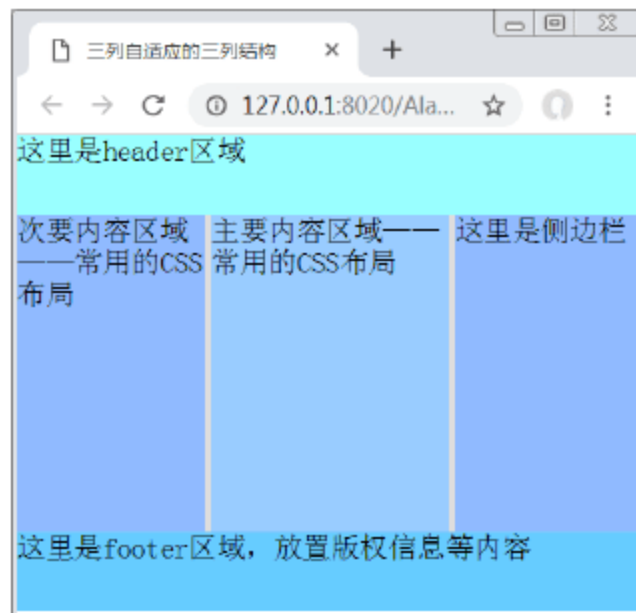 三列自适应的三列结构
127.0.0.1:8020/Ala...
这里是header区域
次要内容区域
——常用的CSS
布局
主要内容区域——
常用的CSS布局
这里是侧边栏
这里是footer区域，放置版权信息等内容